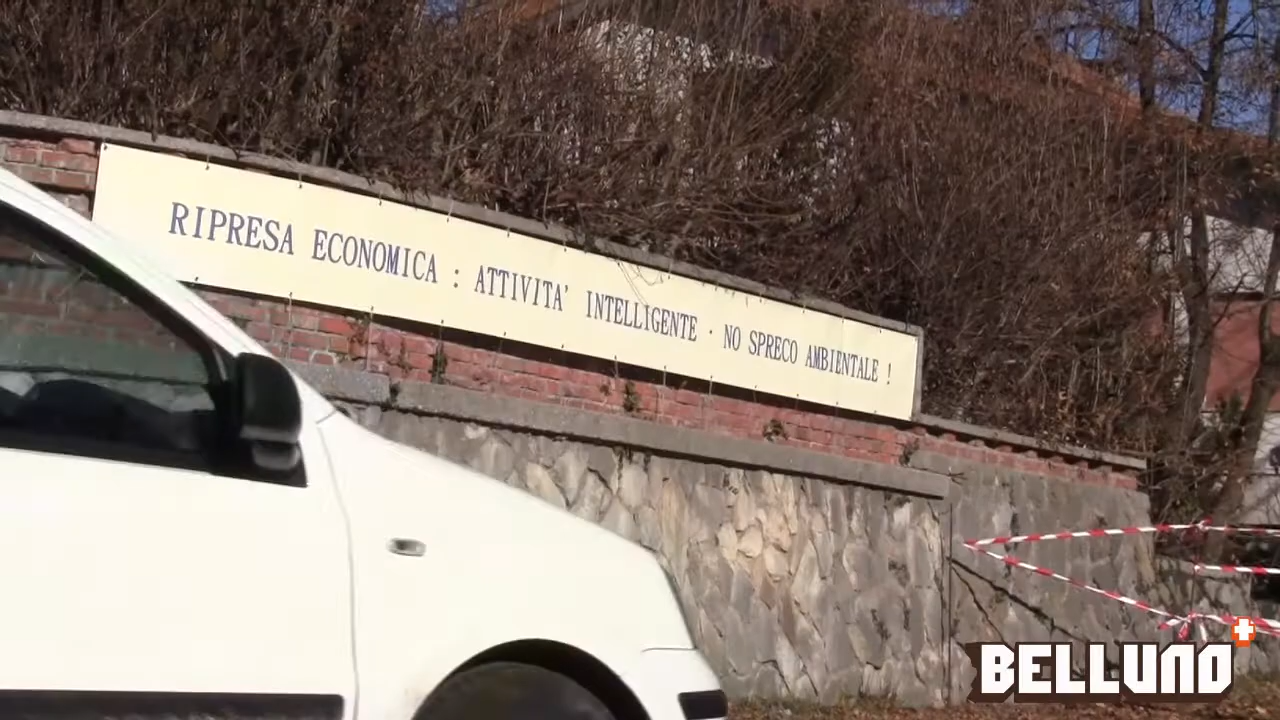 RIPRESA ECONOMICA : ATTIVITA' INTELLIGENTE · NO SPRECO AMBIENTALE !
BELLUNO